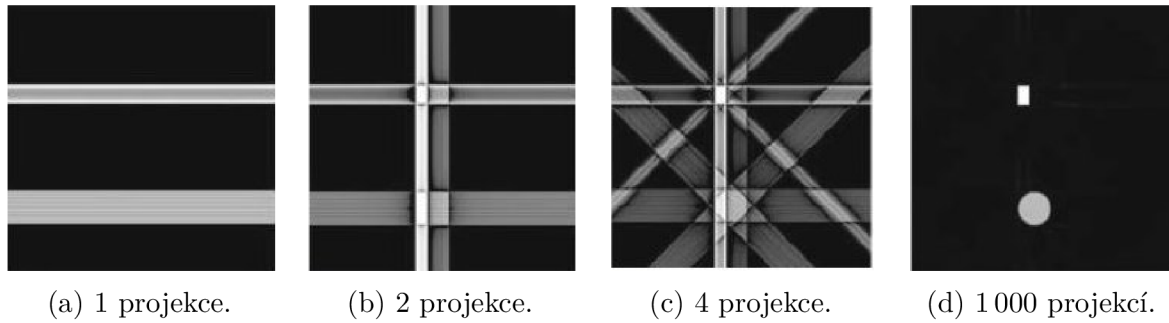 (a) 1 projekce.
(b) 2 projekce.
(c) 4 projekce.
(d) 1 000 projekcí.